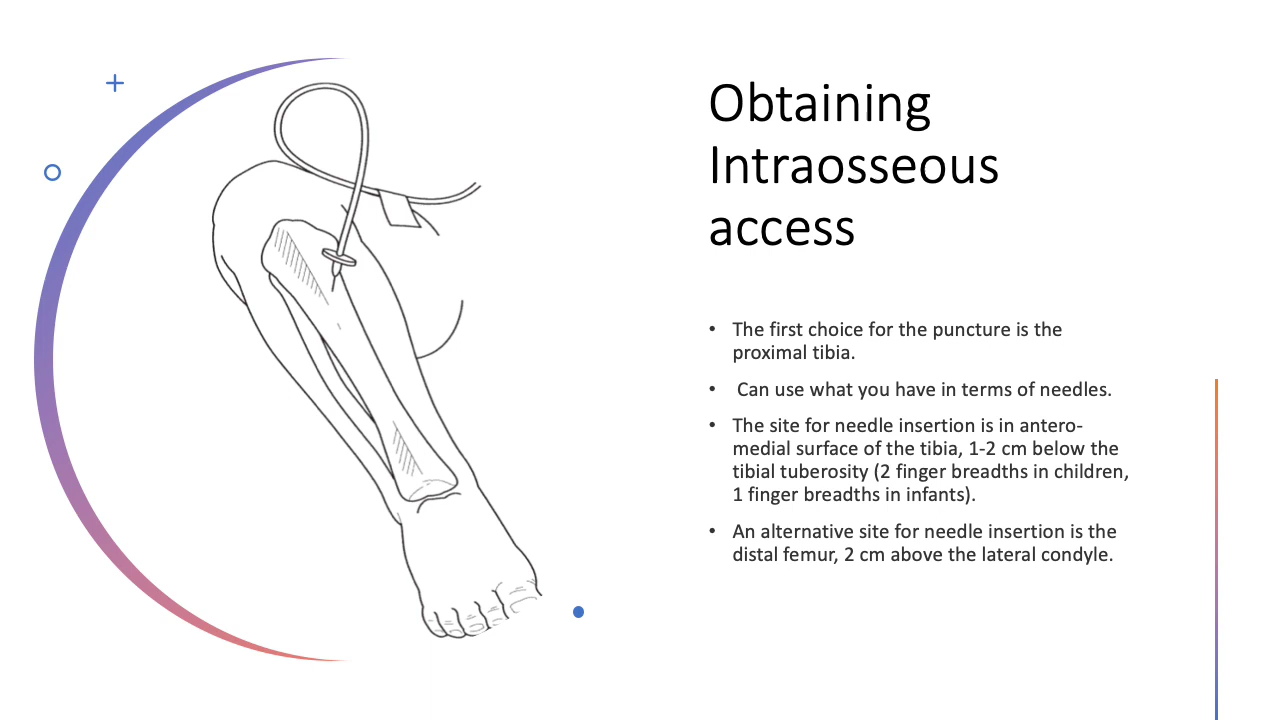 Obtaining
Intraosseous
access
• The first choice for the puncture is the
proximal tibia.
• Can use what you have in terms of needles.
• The site for needle insertion is in antero-
medial surface of the tibia, 1-2 cm below the
tibial tuberosity (2 finger breadths in children,
1 finger breadths in infants).
• An alternative site for needle insertion is the
distal femur, 2 cm above the lateral condyle.